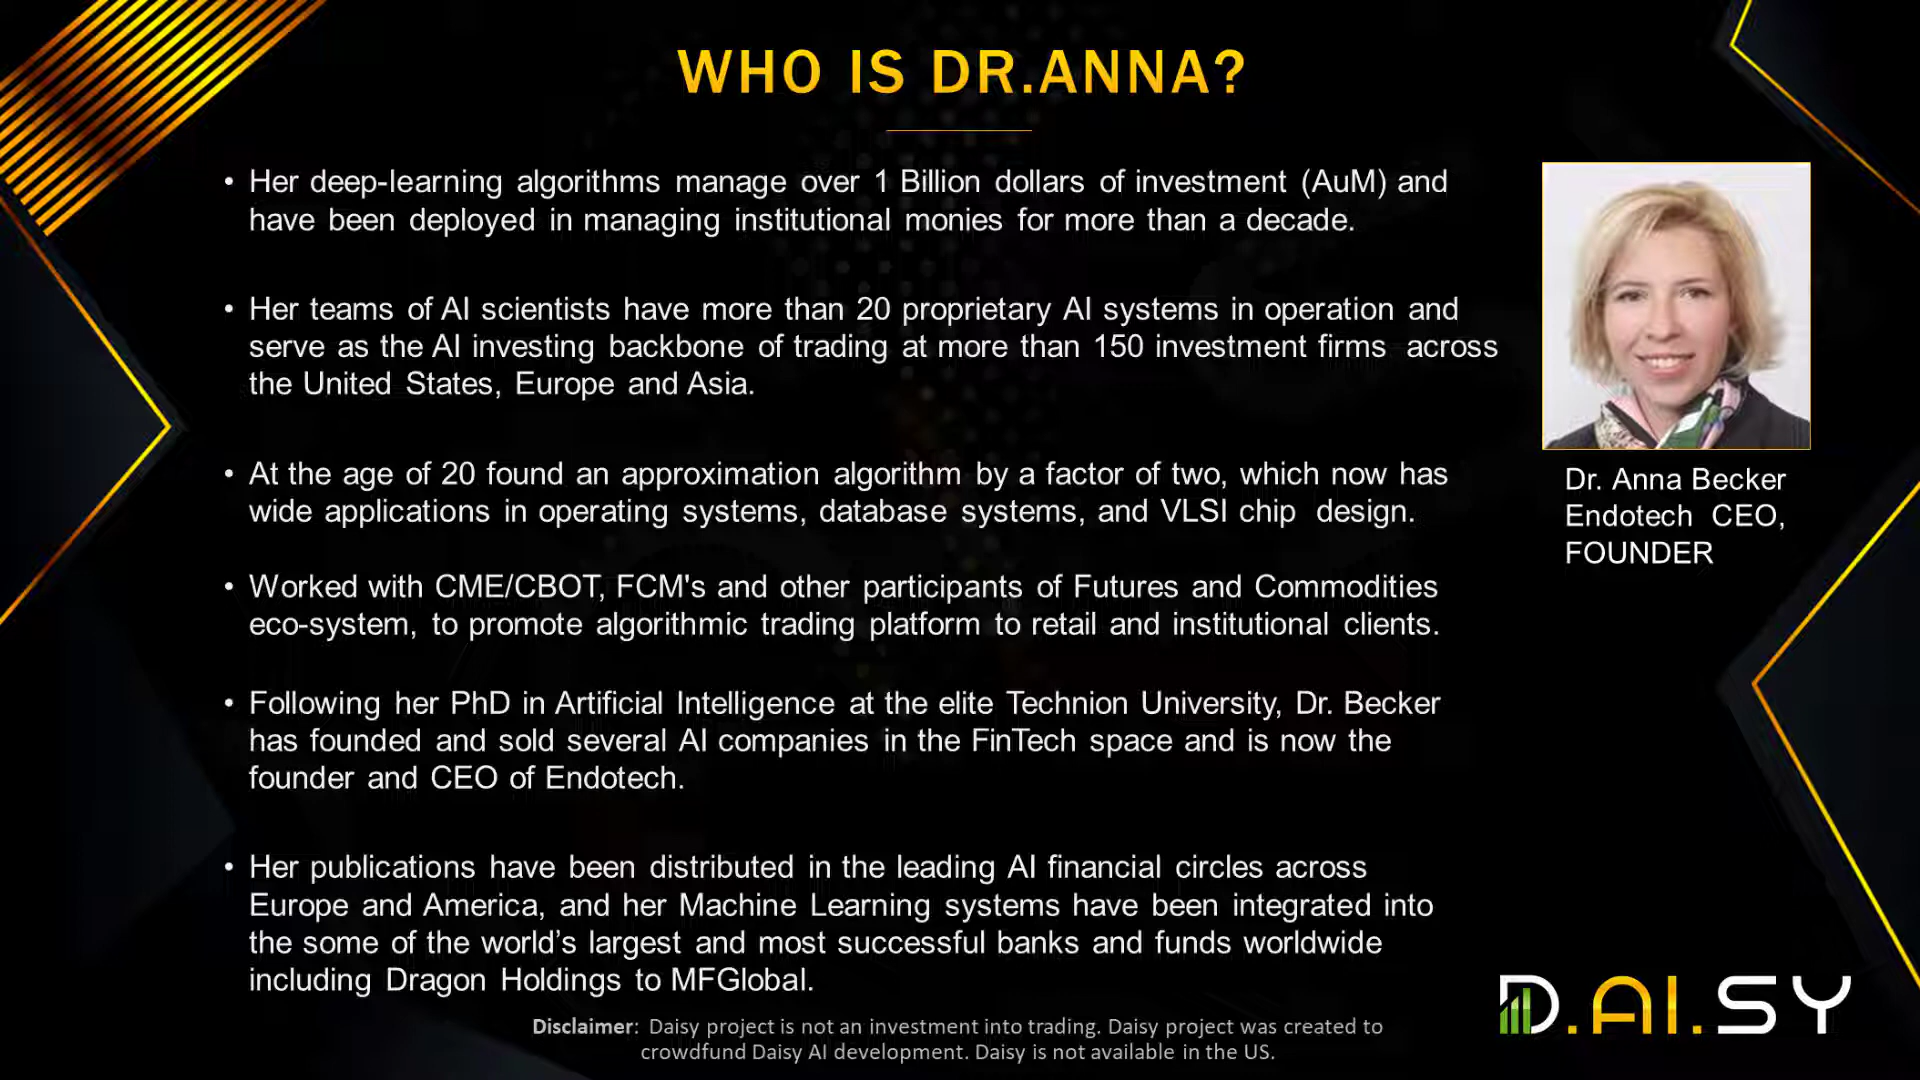 WHO IS DR.ANNA?
• Her deep-learning algorithms manage over 1 Billion dollars of investment (AuM) and
have been deployed in managing institutional monies for more than a decade.
• Her teams of AI scientists have more than 20 proprietary AI systems in operation and
serve as the AI investing backbone of trading at more than 150 investment firms across
the United States, Europe and Asia.
• At the age of 20 found an approximation algorithm by a factor of two, which now has
wide applications in operating systems, database systems, and VLSI chip design.
• Worked with CME/CBOT, FCM's and other participants of Futures and Commodities
eco-system, to promote algorithmic trading platform to retail and institutional clients.
• Following her PhD in Artificial Intelligence at the elite Technion University, Dr. Becker
has founded and sold several AI companies in the FinTech space and is now the
founder and CEO of Endotech.
• Her publications have been distributed in the leading AI financial circles across
Europe and America, and her Machine Learning systems have been integrated into
the some of the world’s largest and most successful banks and funds worldwide
including Dragon Holdings to MFGlobal.
Dr. Anna Becker
Endotech CEO,
FOUNDER
Disclaimer: Daisy project is not an investment into trading. Daisy project was created to
crowdfund Daisy AI development. Daisy is not available in the US.
D.AI.SY